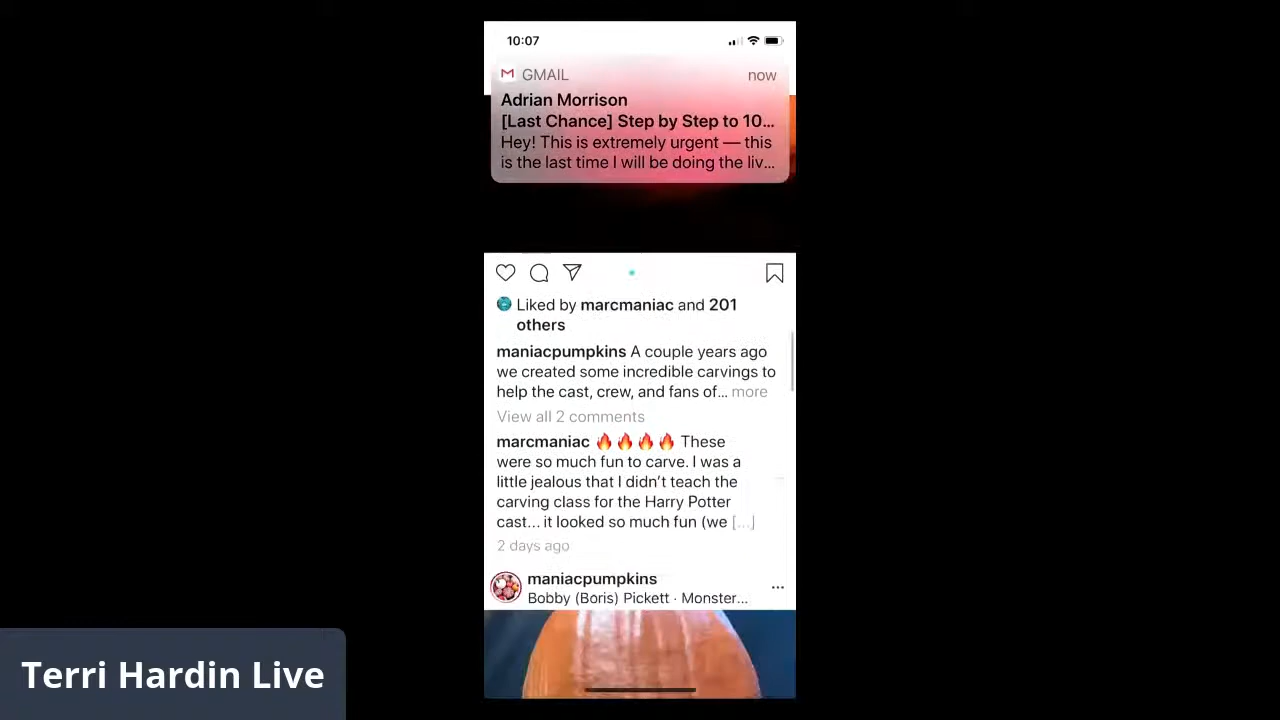 10:07
GMAIL now
Adrian Morrison
[Last Chance] Step by Step to 10...
Hey! This is extremely urgent — this
is the last time I will be doing the liv...
Liked by marcmaniac and 201
others
maniacpumpkins A couple years ago
we created some incredible carvings to
help the cast, crew, and fans of... more
View all 2 comments
marcmaniac 🔥🔥🔥🔥 These
were so much fun to carve. I was a
little jealous that I didn't teach the
carving class for the Harry Potter
cast... it looked so much fun (we [...]
2 days ago
maniacpumpkins
Bobby (Boris) Pickett · Monster...
Terri Hardin Live